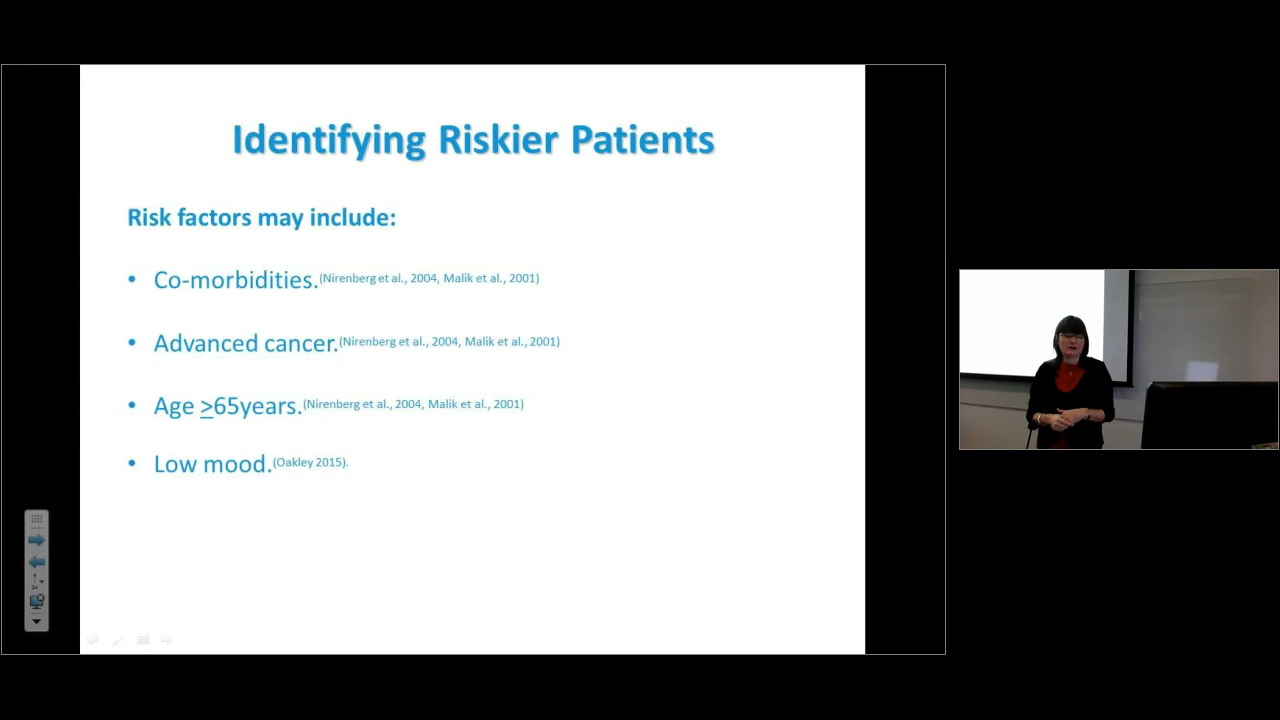 Identifying Riskier Patients
Risk factors may include:
• Co-morbidities.(Nirenberg et al., 2004, Malik et al., 2001)
• Advanced cancer.(Nirenberg et al., 2004, Malik et al., 2001)
• Age ≥65years.(Nirenberg et al., 2004, Malik et al., 2001)
• Low mood.(Oakley 2015).